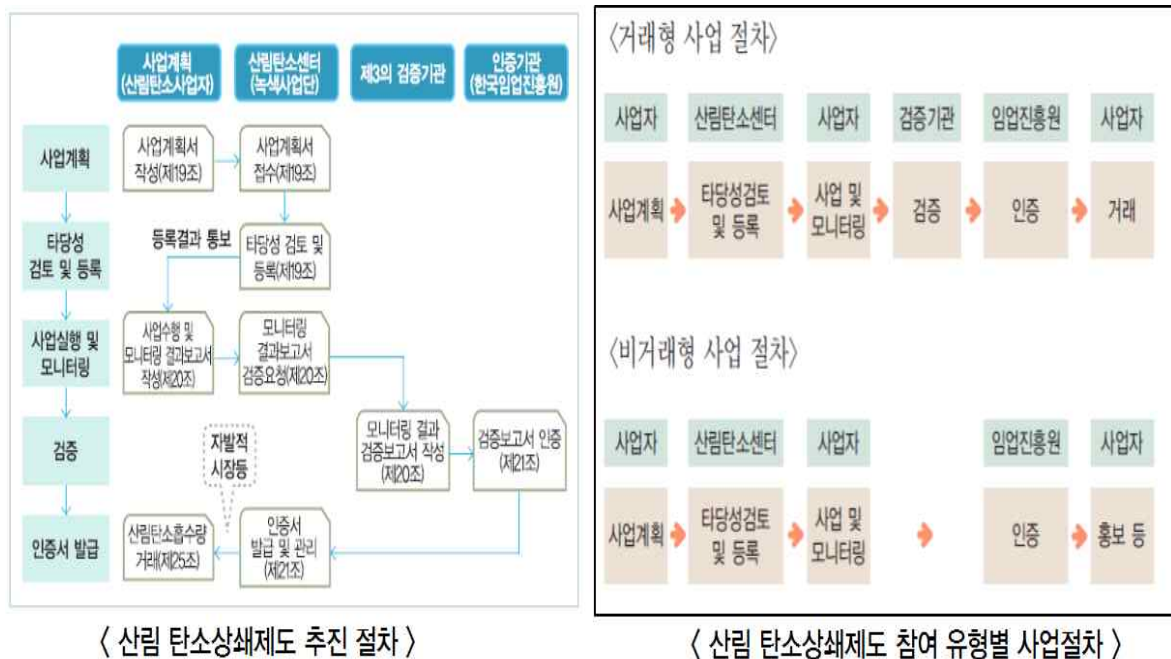 사업계획
(산림탄소사업자)
산림탄소센터
(녹색사업단)
제3의 검증기관
인증기관
(한국임업진흥원)
사업계획
사업계획서
작성(제19조)
사업계획서
접수(제19조)
타당성
검토 및 등록
등록결과 통보
타당성 검토 및
등록(제19조)
사업실행 및
모니터링
사업수행 및
모니터링 결과보고서
작성(제20조)
모니터링
결과보고서
검증요청(제20조)
검증
자발적
시장등
모니터링 결과
검증보고서 작성
(제20조)
검증보고서 인증
(제21조)
인증서 발급
산림탄소흡수량
거래(제25조)
인증서
발급 및 관리
(제21조)
< 산림 탄소상쇄제도 추진 절차 >
<거래형 사업 절차>
사업자 산림탄소센터 사업자 검증기관 임업진흥원 사업자
사업계획 타당성검토 및 등록 사업 및 모니터링 검증 인증 거래
<비거래형 사업 절차>
사업자 산림탄소센터 사업자 임업진흥원 사업자
사업계획 타당성검토 및 등록 사업 및 모니터링 인증 홍보 등
< 산림 탄소상쇄제도 참여 유형별 사업절차 >